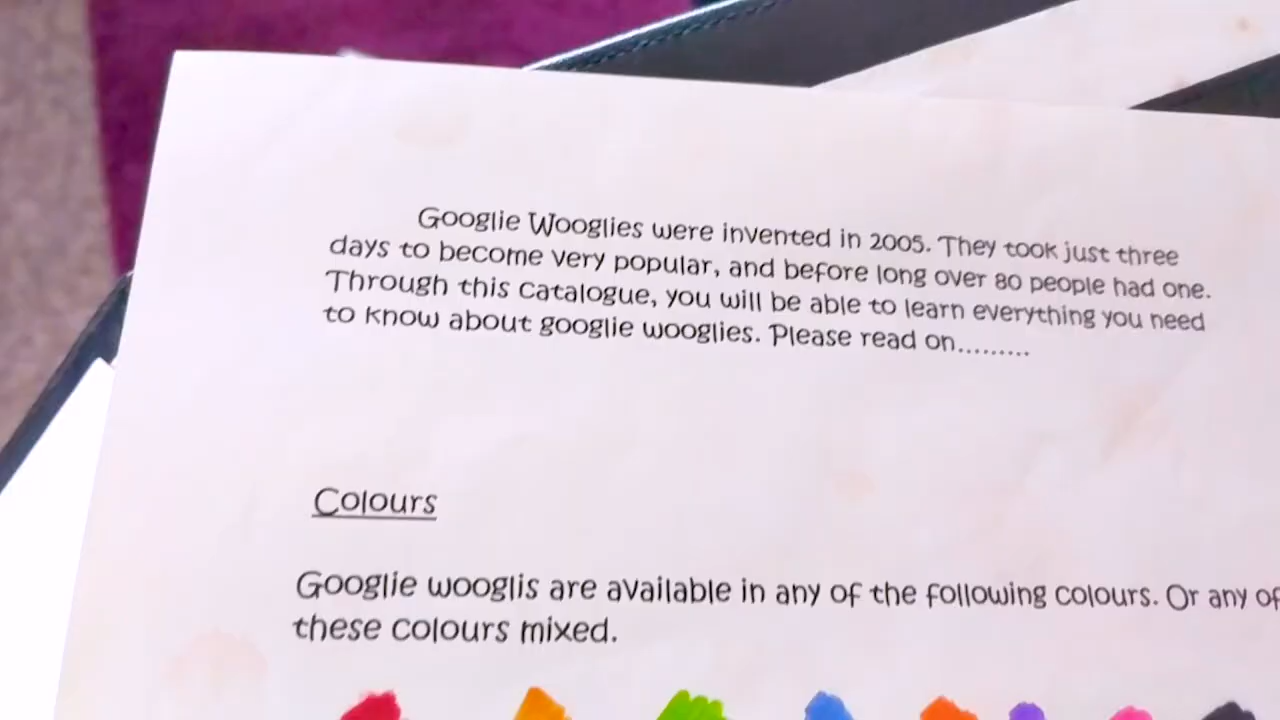 Googlie Wooglies were invented in 2005. They took just three
days to become very popular, and before long over 80 people had one.
Through this catalogue, you will be able to learn everything you need
to know about googlie wooglies. Please read on.........
Colours
Googlie wooglis are available in any of the following colours. Or any of
these colours mixed.